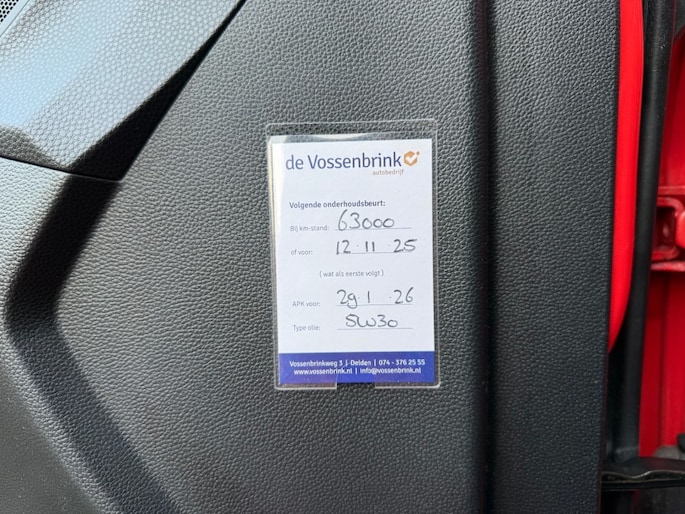 de Vossenbrink
autobedrijf
Volgende onderhoudsbeurt:
Bij km-stand: 63000
of voor: 12·11·25
( wat als eerste volgt )
APK voor: 29·1·26
Type olie: 5W30
Vossenbrinkweg 3 | Delden | 074 - 376 25 55
www.vossenbrink.nl | info@vossenbrink.nl